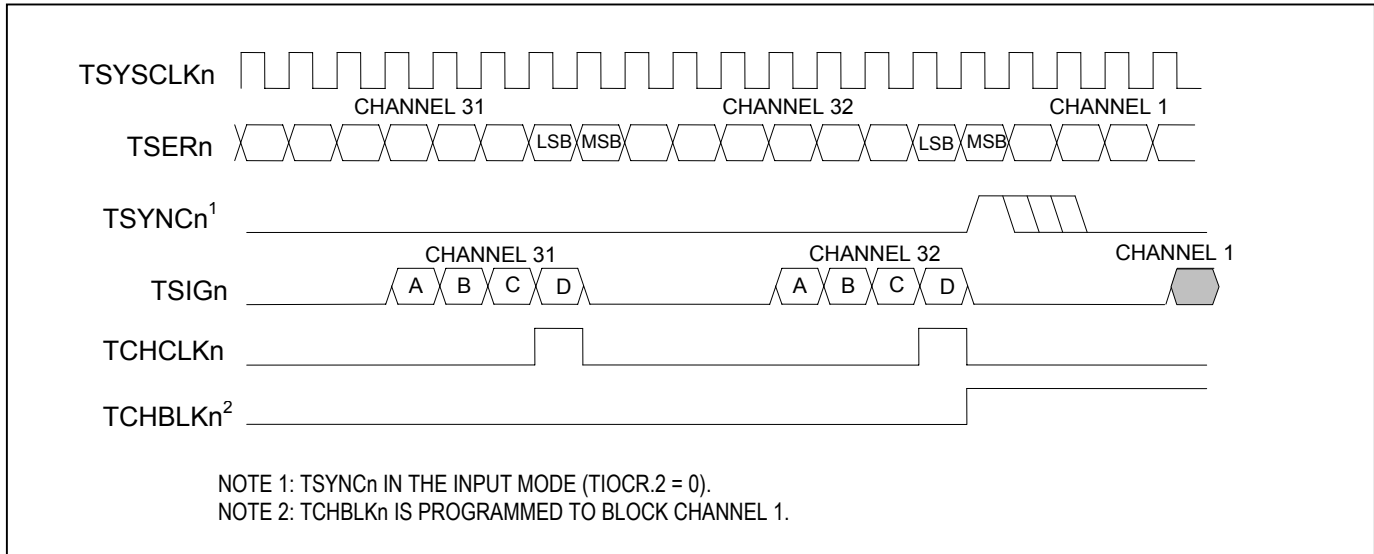 TSYSCLKn
CHANNEL 31 CHANNEL 32 CHANNEL 1
TSERn LSB MSB LSB MSB
TSYNCn1
CHANNEL 31 CHANNEL 32 CHANNEL 1
TSIGn A B C D A B C D
TCHCLKn
TCHBLKn2
NOTE 1: TSYNCn IN THE INPUT MODE (TIOCR.2 = 0).
NOTE 2: TCHBLKn IS PROGRAMMED TO BLOCK CHANNEL 1.